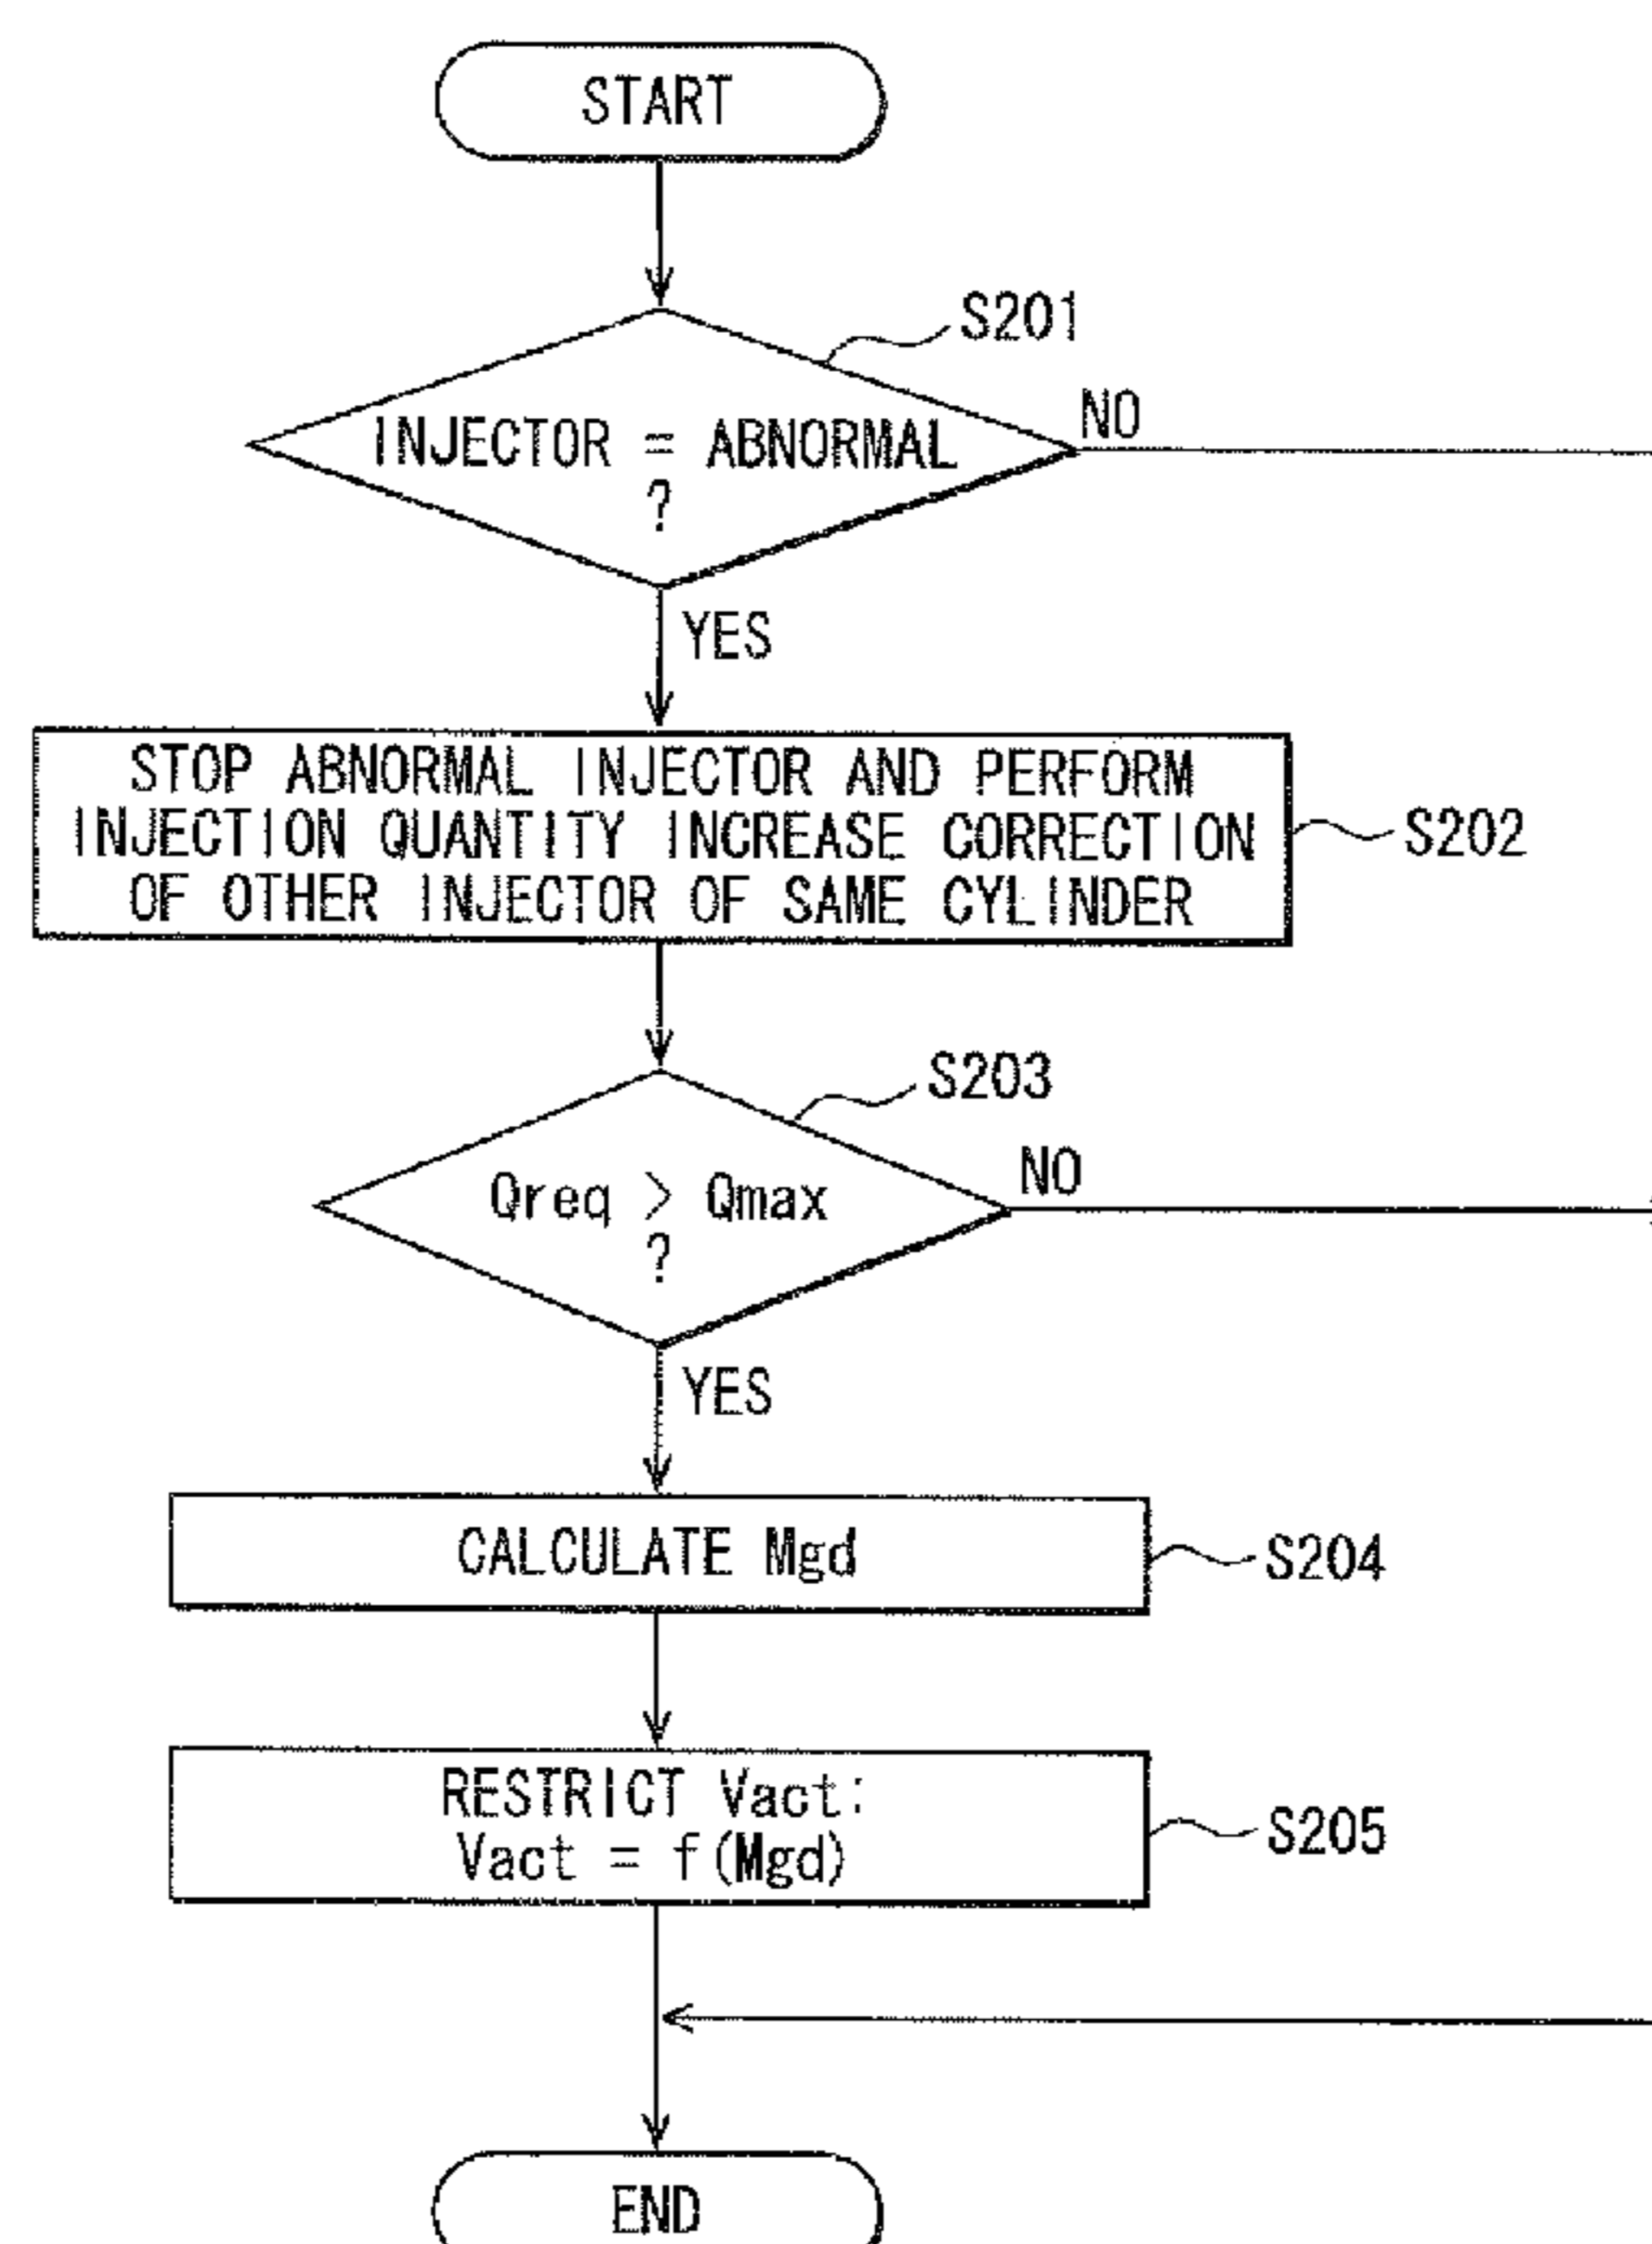 START
S201
INJECTOR = ABNORMAL
?
NO
YES
STOP ABNORMAL INJECTOR AND PERFORM
INJECTION QUANTITY INCREASE CORRECTION
OF OTHER INJECTOR OF SAME CYLINDER
S202
S203
Qreq > Qmax
?
NO
YES
CALCULATE Mgd
S204
RESTRICT Vact:
Vact = f(Mgd)
S205
END